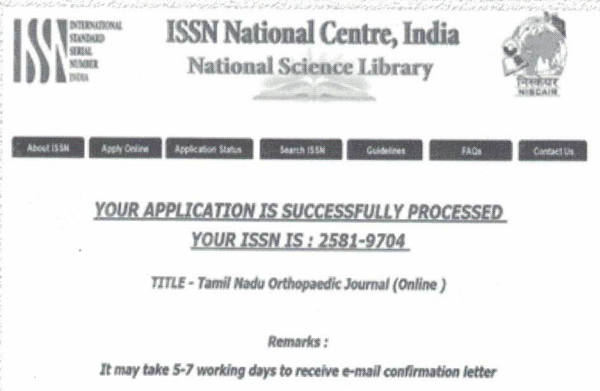 INTERNATIONAL
STANDARD
SERIAL
NUMBER
INDIA
ISSN
ISSN National Centre, India
National Science Library
निस्केयर
NISCAIR
About ISSN Apply Online Application Status Search ISSN Guidelines FAQs Contact Us
YOUR APPLICATION IS SUCCESSFULLY PROCESSED
YOUR ISSN IS : 2581-9704
TITLE - Tamil Nadu Orthopaedic Journal (Online )
Remarks :
It may take 5-7 working days to receive e-mail confirmation letter